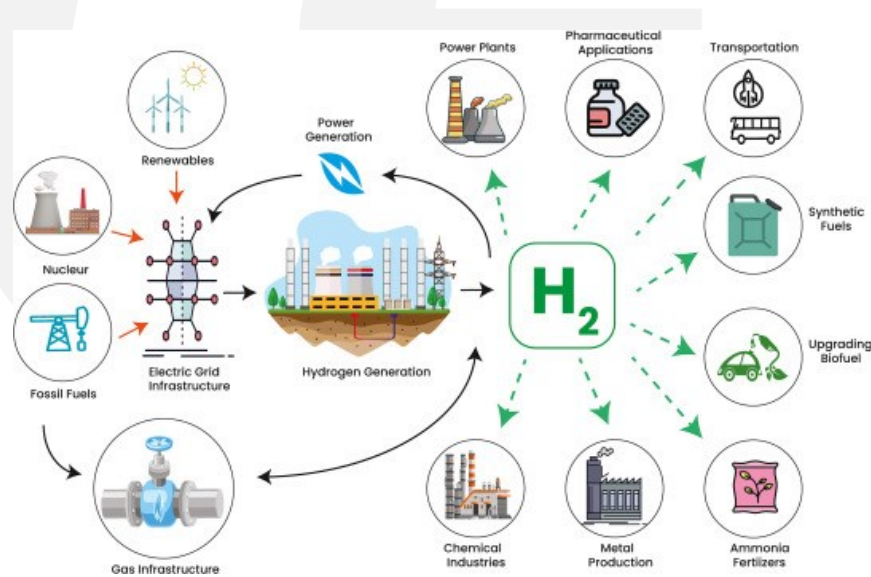 Power Plants
Pharmaceutical
Applications
Transportation
Power
Generation
Renewables
Synthetic
Fuels
Nucleur
H2
Electric Grid
Infrastructure
Hydrogen Generation
Upgrading
Biofuel
Fossil Fuels
Chemical
Industries
Metal
Production
Ammonia
Fertlizers
Gas Infrastructure